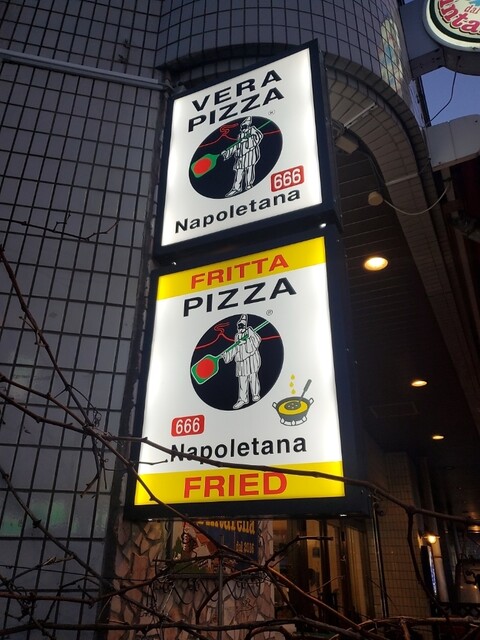 VERA
PIZZA
®
666
Napoletana
FRITTA
PIZZA
®
666
Napoletana
FRIED